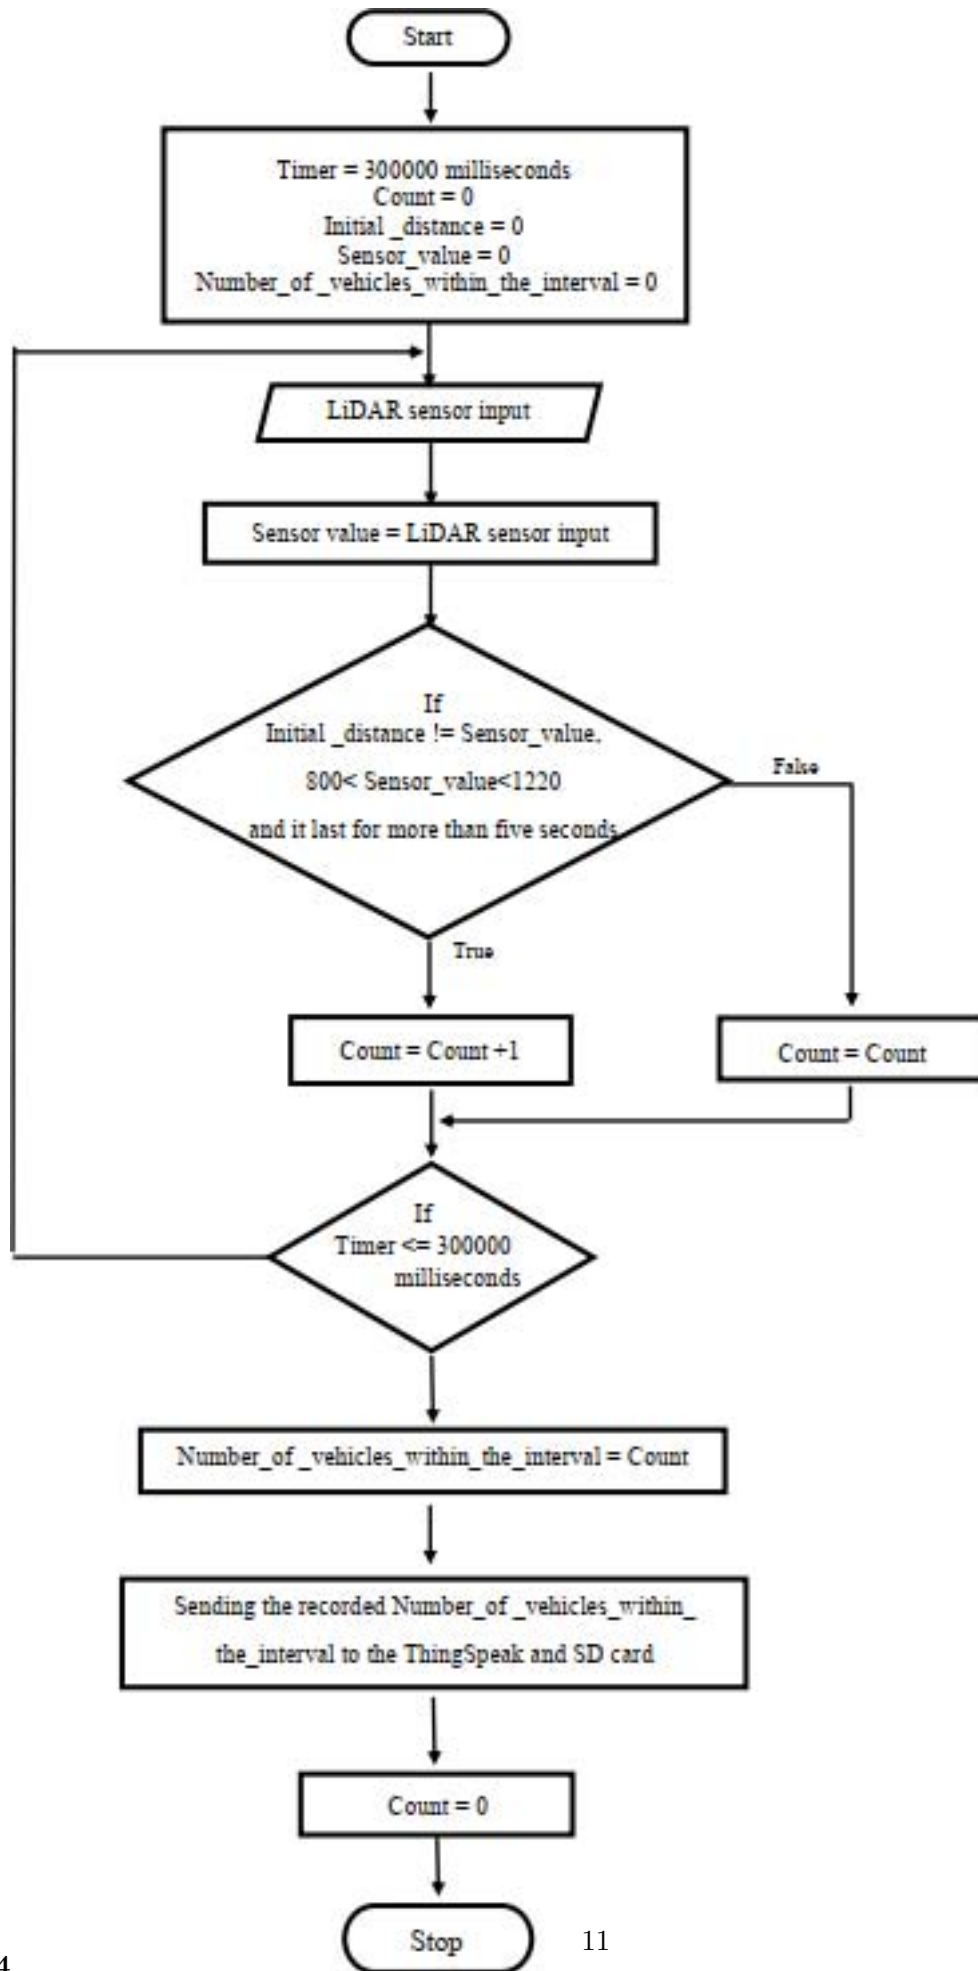 Start
Timer = 300000 milliseconds
Count = 0
Initial _distance = 0
Sensor_value = 0
Number_of _vehicles_within_the_interval = 0
LiDAR sensor input
Sensor value = LiDAR sensor input
If
Initial _distance != Sensor_value,
800< Sensor_value<1220
and it last for more than five seconds
False
True
Count = Count +1
Count = Count
If
Timer <= 300000
milliseconds
Number_of _vehicles_within_the_interval = Count
Sending the recorded Number_of _vehicles_within_
the_interval to the ThingSpeak and SD card
Count = 0
Stop
11
4